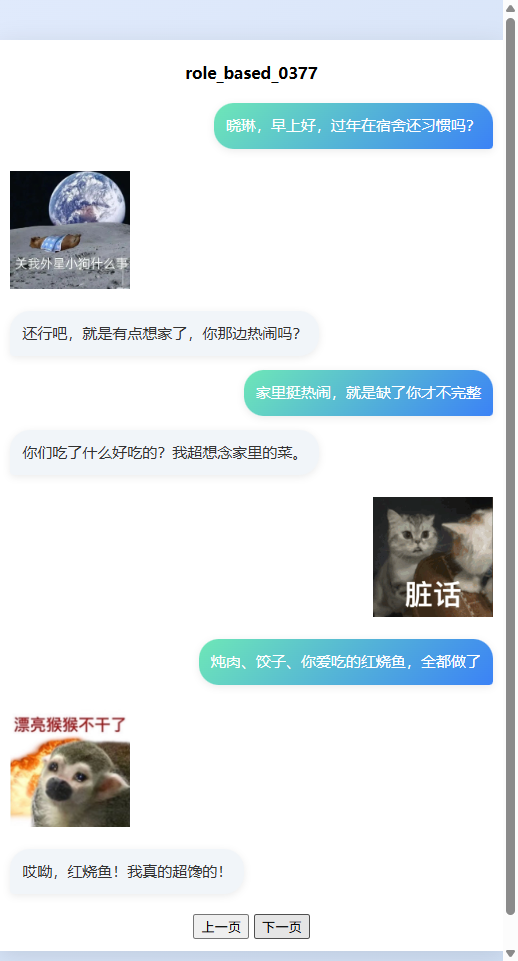 role_based_0377
晓琳，早上好，过年在宿舍还习惯吗？
关我外星小狗什么事
还行吧，就是有点想家了，你那边热闹吗？
家里挺热闹，就是缺了你才不完整
你们吃了什么好吃的？我超想念家里的菜。
脏话
炖肉、饺子、你爱吃的红烧鱼，全都做了
漂亮猴猴不干了
哎呦，红烧鱼！我真的超馋的！
上一页 下一页